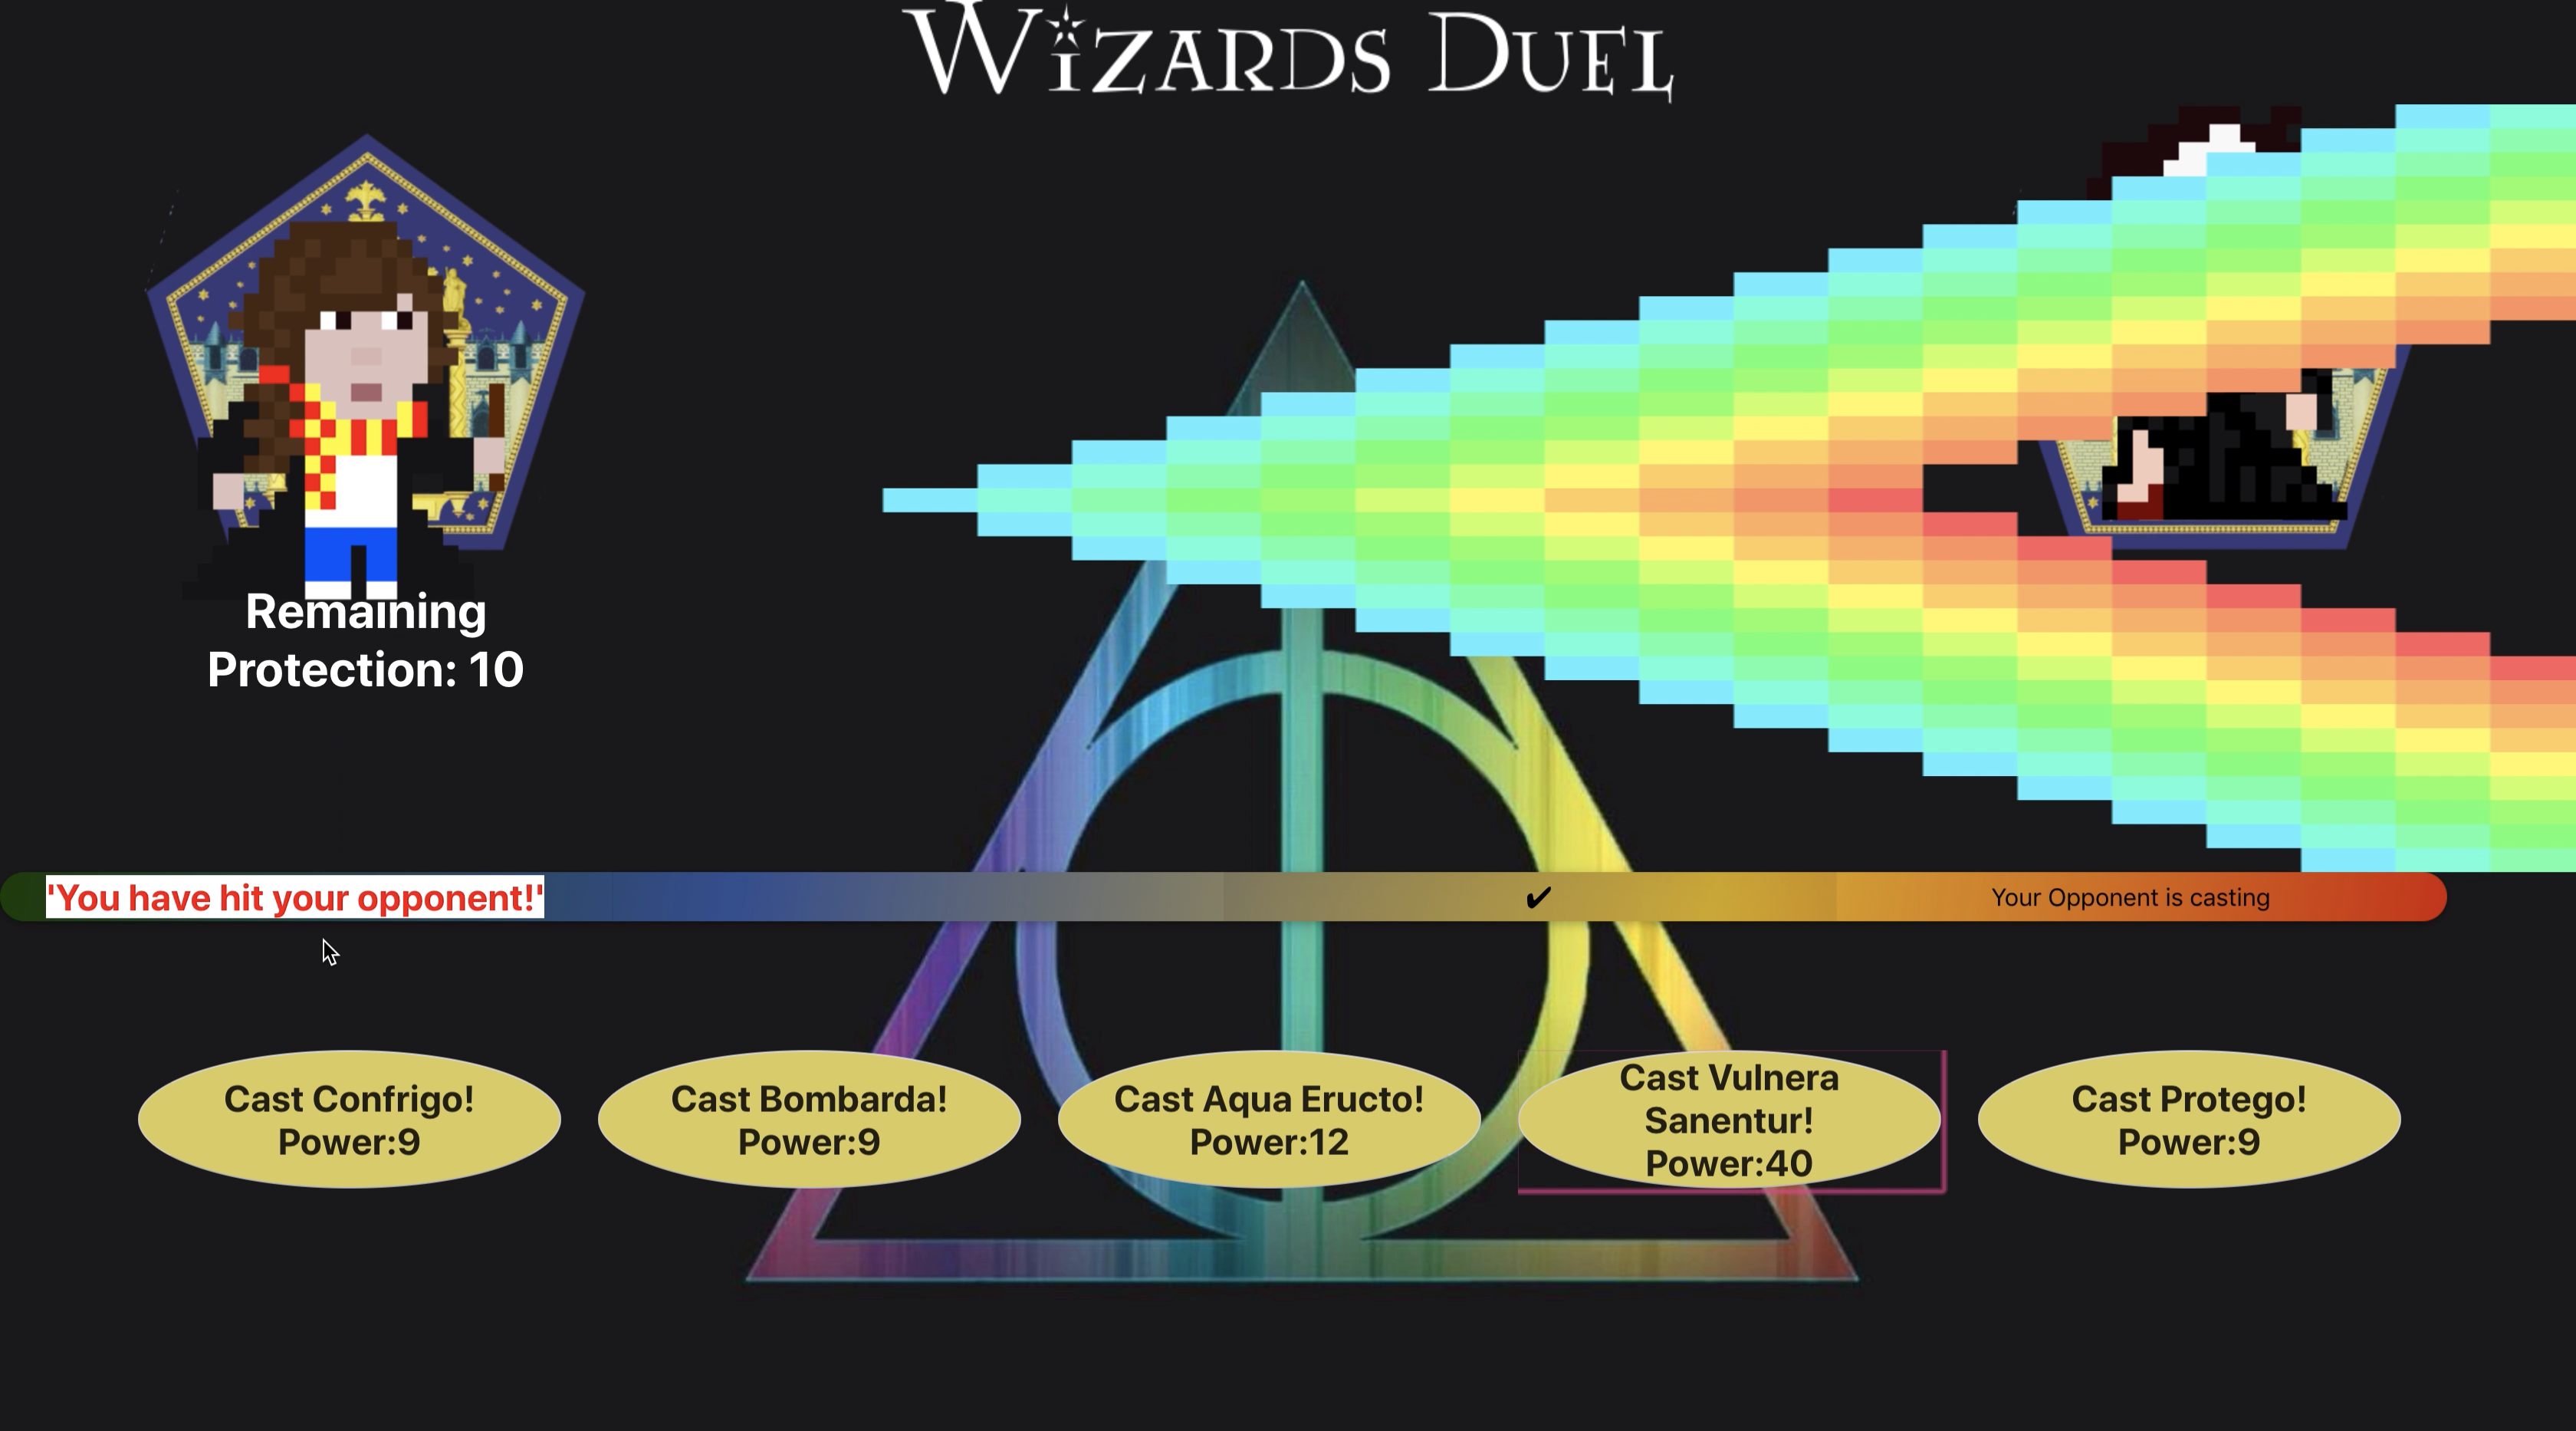 Wizards Duel
Remaining
Protection: 10
'You have hit your opponent!'
✔
Your Opponent is casting
Cast Confrigo!
Power:9
Cast Bombarda!
Power:9
Cast Aqua Eructo!
Power:12
Cast Vulnera
Sanentur!
Power:40
Cast Protego!
Power:9